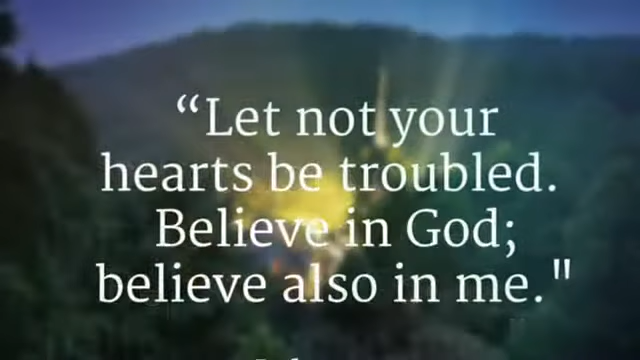 “Let not your
hearts be troubled.
Believe in God;
believe also in me."